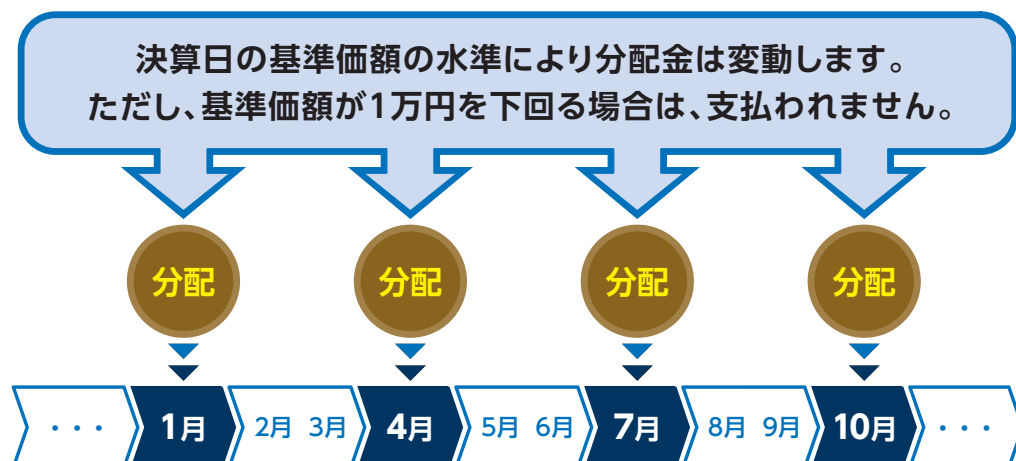 決算日の基準価額の水準により分配金は変動します。
ただし、基準価額が1万円を下回る場合は、支払われません。
分配 分配 分配 分配
・・・ 1月 2月 3月 4月 5月 6月 7月 8月 9月 10月 ・・・